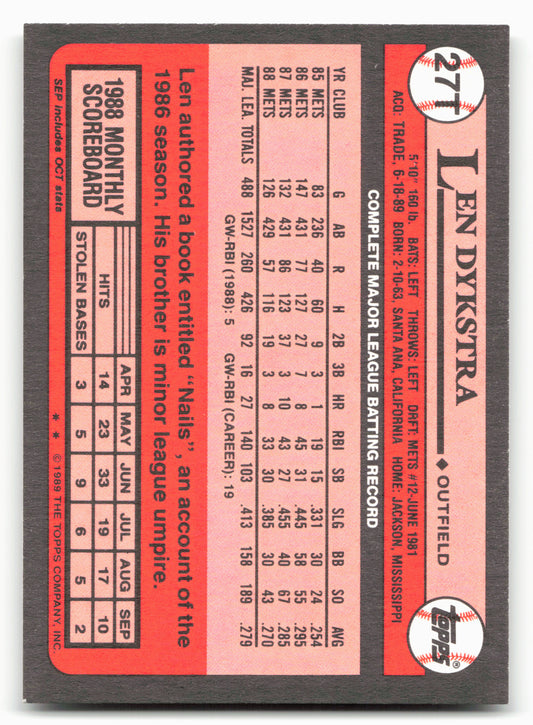 27T
LEN DYKSTRA ♦ OUTFIELD
topps®
5'10" 160 lb. BATS: LEFT THROWS: LEFT DRFT: METS #12-JUNE 1981
ACQ: TRADE, 6-18-89 BORN: 2-10-63, SANTA ANA, CALIFORNIA HOME: JACKSON, MISSISSIPPI
COMPLETE MAJOR LEAGUE BATTING RECORD
YR CLUB G AB R H 2B 3B HR RBI SB SLG BB SO AVG
85 METS 83 236 40 60 9 3 1 19 15 .331 30 24 .254
86 METS 147 431 77 127 27 7 8 45 31 .445 58 55 .295
87 METS 132 431 86 123 37 3 10 43 27 .455 40 67 .285
88 METS 126 429 57 116 19 3 8 33 30 .385 30 43 .270
MAJ. LEA. TOTALS 488 1527 260 426 92 16 27 140 103 .413 158 189 .279
GW-RBI (1988): 5 GW-RBI (CAREER): 19
Len authored a book entitled "Nails", an account of the
1986 season. His brother is minor league umpire.
1988 MONTHLY
SCOREBOARD
APR MAY JUN JUL AUG SEP
HITS 14 23 33 19 17 10
STOLEN BASES 3 5 9 6 5 2
SEP includes OCT stats
* * © 1989 THE TOPPS COMPANY, INC.